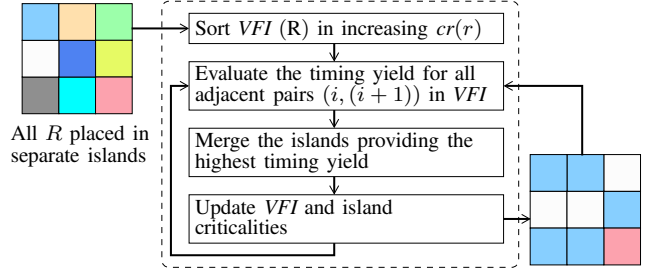 Sort VFI (R) in increasing cr(r)
Evaluate the timing yield for all
adjacent pairs (i, (i + 1)) in VFI
All R placed in
separate islands
Merge the islands providing the
highest timing yield
Update VFI and island
criticalities